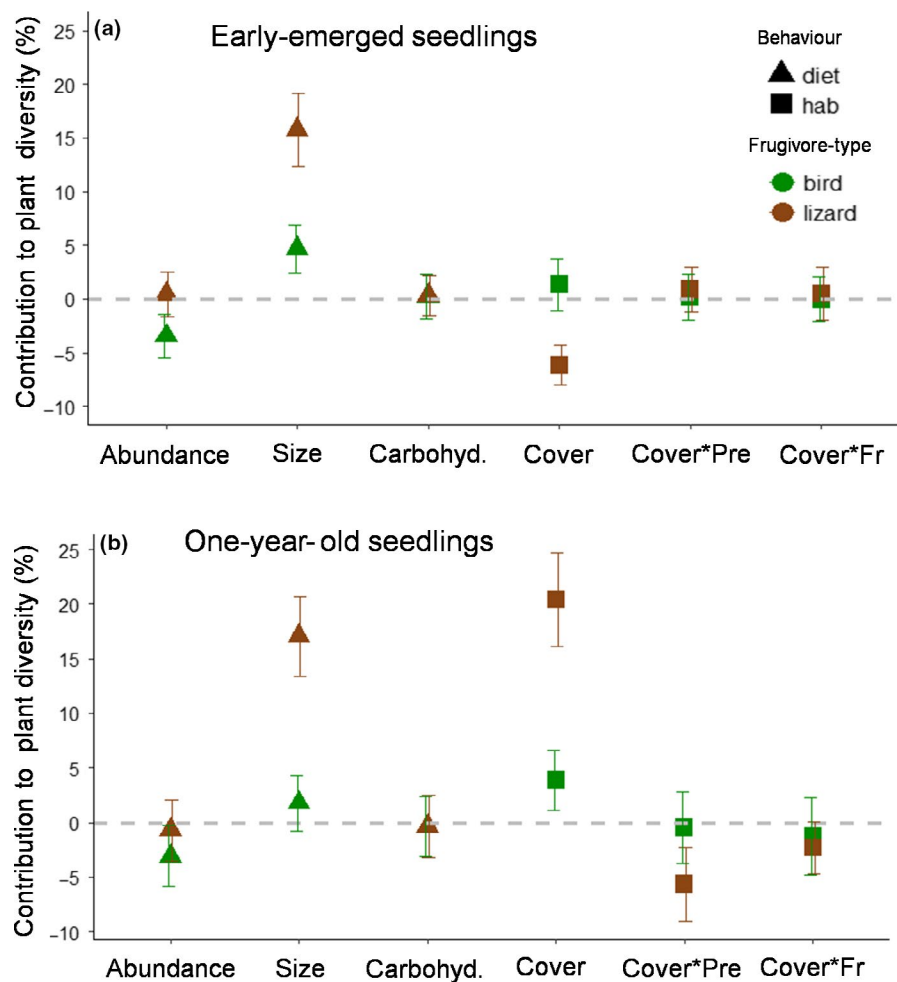 (a) Early-emerged seedlings
Behaviour
diet
hab
Frugivore-type
bird
lizard
Contribution to plant diversity (%)
25
20
15
10
5
0
−5
−10
Abundance Size Carbohyd. Cover Cover*Pre Cover*Fr
(b) One-year-old seedlings
Contribution to plant diversity (%)
25
20
15
10
5
0
−5
−10
Abundance Size Carbohyd. Cover Cover*Pre Cover*Fr